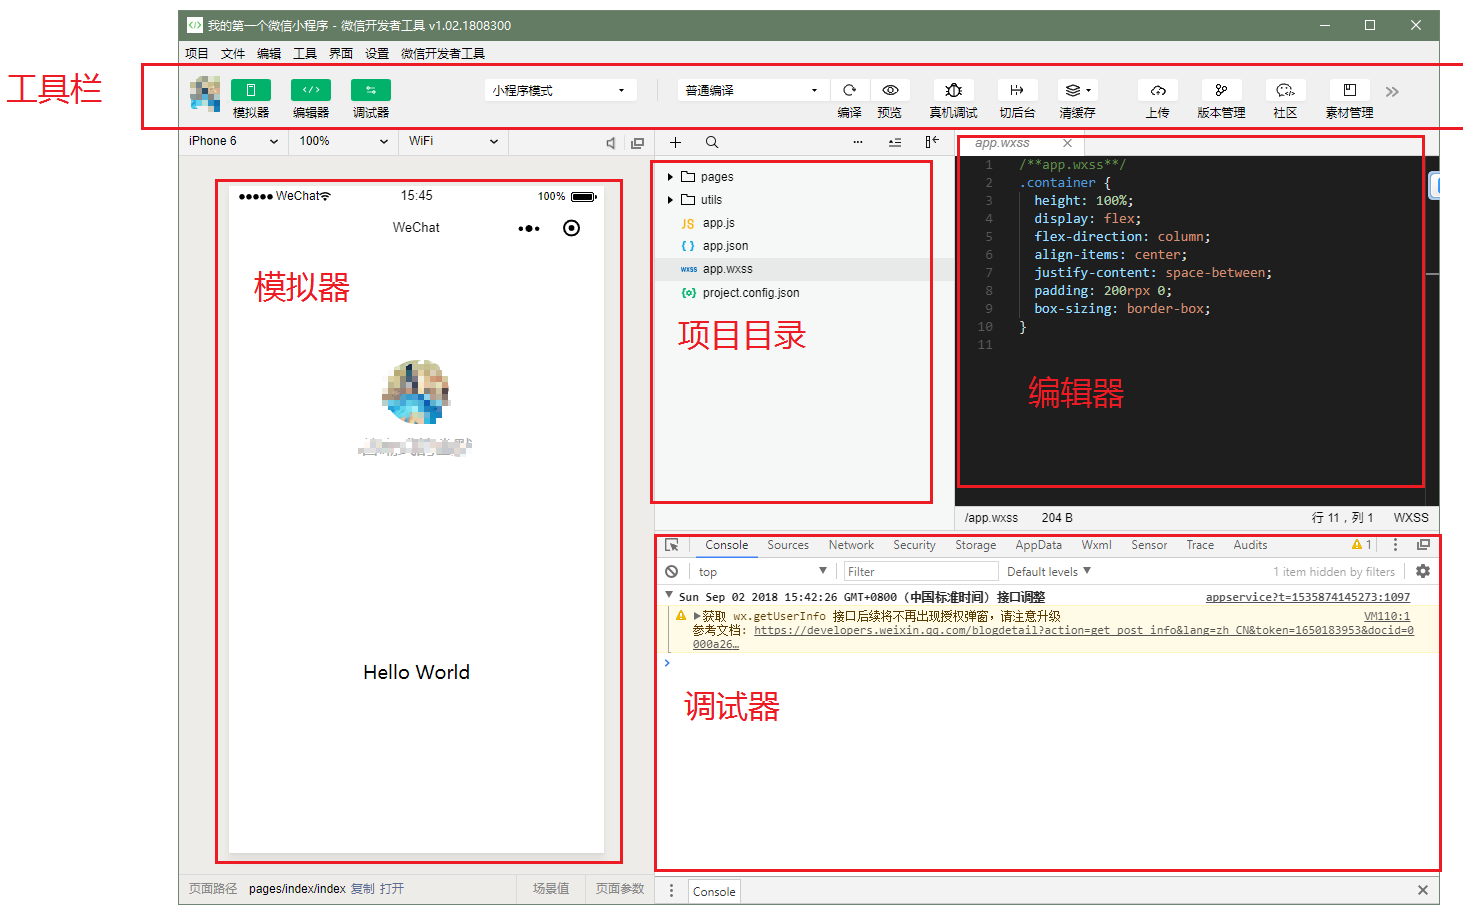 我的第一个微信小程序 - 微信开发者工具 v1.02.1808300
项目 文件 编辑 工具 界面 设置 微信开发者工具
工具栏
小程序模式 普通编译
模拟器 编辑器 调试器 编译 预览 真机调试 切后台 清缓存 上传 版本管理 社区 素材管理
iPhone 6 100% WiFi
WeChat 15:45 100%
WeChat
模拟器
Hello World
页面路径 pages/index/index 复制 打开 场景值 页面参数
pages
utils
JS app.js
{ } app.json
wxss app.wxss
{o} project.config.json
项目目录
app.wxss
1 /**app.wxss**/
2 .container {
3 height: 100%;
4 display: flex;
5 flex-direction: column;
6 align-items: center;
7 justify-content: space-between;
8 padding: 200rpx 0;
9 box-sizing: border-box;
10 }
11
编辑器
/app.wxss 204 B 行 11，列 1 WXSS
Console Sources Network Security Storage AppData Wxml Sensor Trace Audits 1
top Filter Default levels 1 item hidden by filters
Sun Sep 02 2018 15:42:26 GMT+0800 (中国标准时间) 接口调整 appservice?t=1535874145273:1097
获取 wx.getUserInfo 接口后续将不再出现授权弹窗，请注意升级 VM110:1
参考文档: https://developers.weixin.qq.com/blogdetail?action=get_post_info&lang=zh_CN&token=1650183953&docid=0
000a26…
调试器
Console